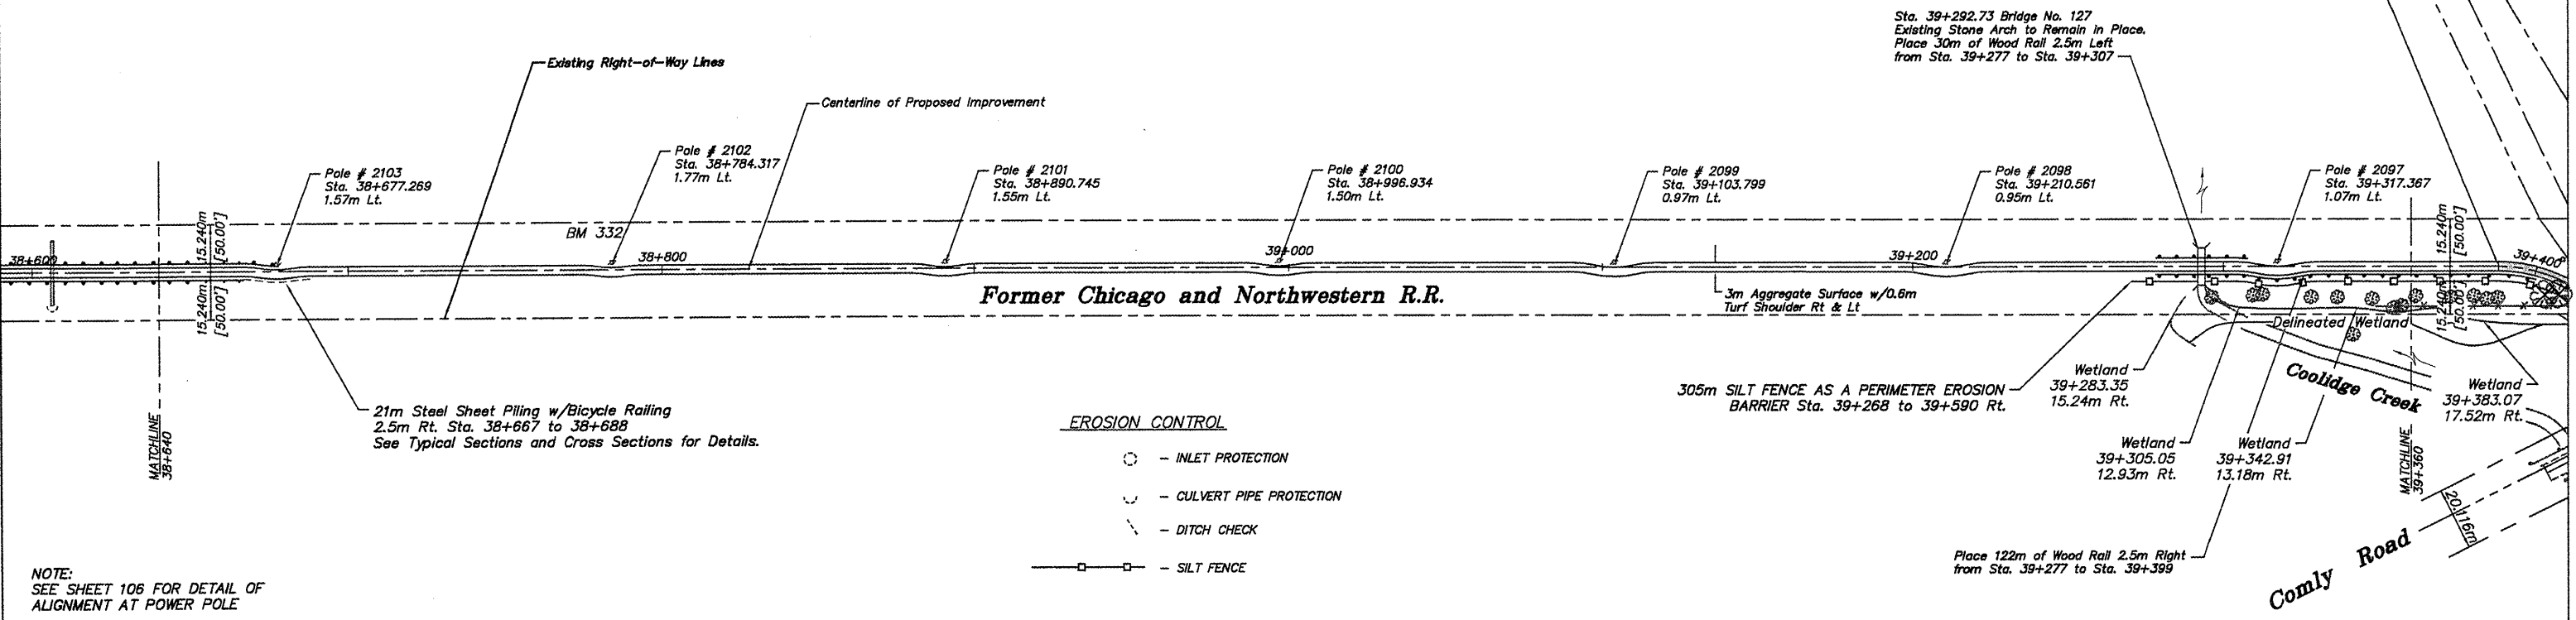 Sta. 39+292.73 Bridge No. 127
Existing Stone Arch to Remain in Place.
Place 30m of Wood Rail 2.5m Left
from Sta. 39+277 to Sta. 39+307
Existing Right-of-Way Lines
Centerline of Proposed Improvement
Pole # 2103
Sta. 38+677.269
1.57m Lt.
Pole # 2102
Sta. 38+784.317
1.77m Lt.
Pole # 2101
Sta. 38+890.745
1.55m Lt.
Pole # 2100
Sta. 38+996.934
1.50m Lt.
Pole # 2099
Sta. 39+103.799
0.97m Lt.
Pole # 2098
Sta. 39+210.561
0.95m Lt.
Pole # 2097
Sta. 39+317.367
1.07m Lt.
15.240m
[50.00']
15.240m
[50.00']
BM 332
38+600
38+800
39+000
39+200
39+400
15.240m
[50.00']
15.240m
[50.00']
Former Chicago and Northwestern R.R.
3m Aggregate Surface w/0.6m
Turf Shoulder Rt & Lt
Delineated Wetland
Coolidge Creek
305m SILT FENCE AS A PERIMETER EROSION
BARRIER Sta. 39+268 to 39+590 Rt.
Wetland
39+283.35
15.24m Rt.
Wetland
39+383.07
17.52m Rt.
Wetland
39+305.05
12.93m Rt.
Wetland
39+342.91
13.18m Rt.
MATCHLINE
38+640
MATCHLINE
39+360
21m Steel Sheet Piling w/Bicycle Railing
2.5m Rt. Sta. 38+667 to 38+688
See Typical Sections and Cross Sections for Details.
EROSION CONTROL
- INLET PROTECTION
- CULVERT PIPE PROTECTION
- DITCH CHECK
- SILT FENCE
Place 122m of Wood Rail 2.5m Right
from Sta. 39+277 to Sta. 39+399
20.116m
Comly Road
NOTE:
SEE SHEET 106 FOR DETAIL OF
ALIGNMENT AT POWER POLE